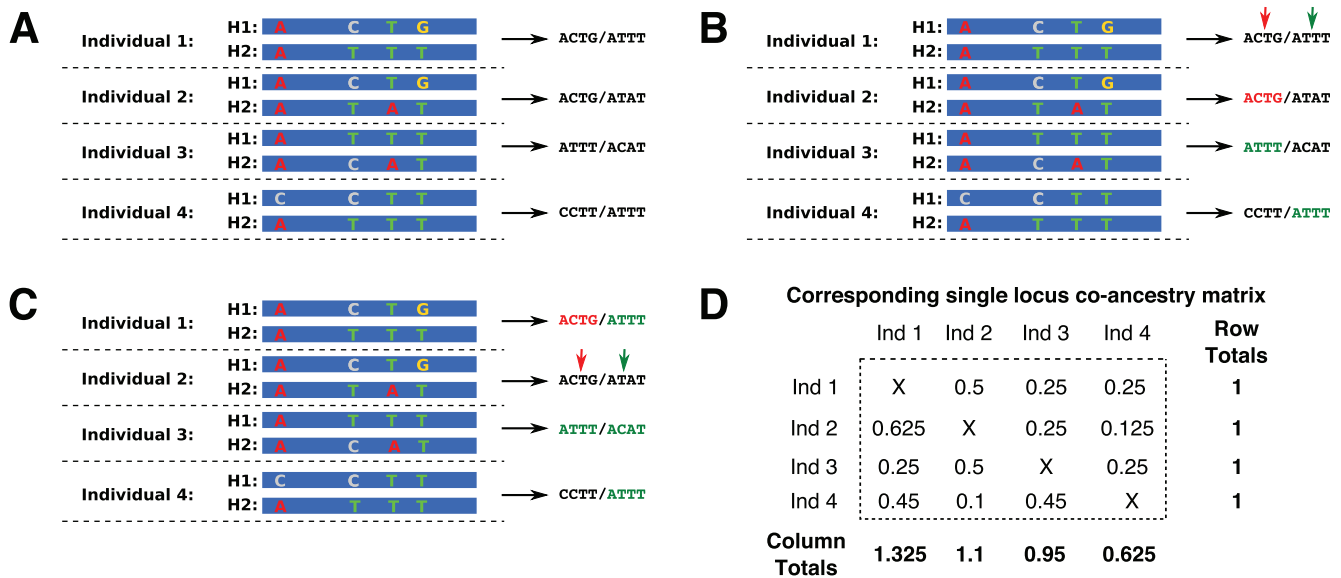 A
Individual 1:
H1: A C T G
H2: A T T T
ACTG/ATTT
Individual 2:
H1: A C T G
H2: A T A T
ACTG/ATAT
Individual 3:
H1: A T T T
H2: A C A T
ATTT/ACAT
Individual 4:
H1: C C T T
H2: A T T T
CCTT/ATTT
B
Individual 1:
H1: A C T G
H2: A T T T
ACTG/ATTT
Individual 2:
H1: A C T G
H2: A T A T
ACTG/ATAT
Individual 3:
H1: A T T T
H2: A C A T
ATTT/ACAT
Individual 4:
H1: C C T T
H2: A T T T
CCTT/ATTT
C
Individual 1:
H1: A C T G
H2: A T T T
ACTG/ATTT
Individual 2:
H1: A C T G
H2: A T A T
ACTG/ATAT
Individual 3:
H1: A T T T
H2: A C A T
ATTT/ACAT
Individual 4:
H1: C C T T
H2: A T T T
CCTT/ATTT
D
Corresponding single locus co-ancestry matrix
Ind 1 Ind 2 Ind 3 Ind 4 Row
Totals
Ind 1 X 0.5 0.25 0.25 1
Ind 2 0.625 X 0.25 0.125 1
Ind 3 0.25 0.5 X 0.25 1
Ind 4 0.45 0.1 0.45 X 1
Column
Totals 1.325 1.1 0.95 0.625